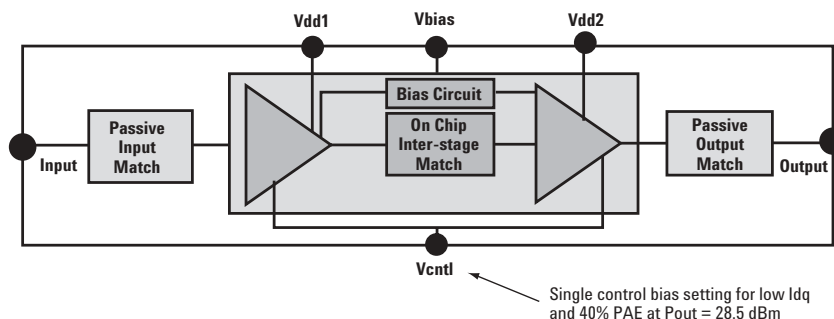 Vdd1
Vbias
Vdd2
Bias Circuit
Passive
Input
Match
On Chip
Inter-stage
Match
Passive
Output
Match
Input
Output
Vcntl
Single control bias setting for low Idq
and 40% PAE at Pout = 28.5 dBm